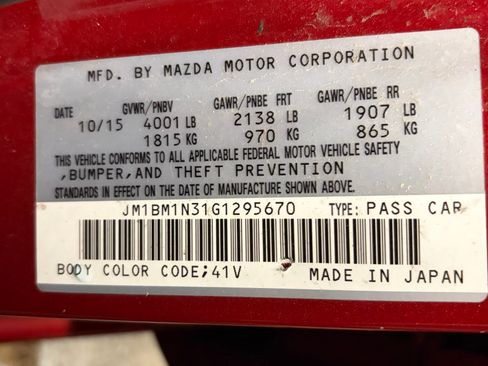 MFD. BY MAZDA MOTOR CORPORATION
DATE GVWR/PNBV GAWR/PNBE FRT GAWR/PNBE RR
10/15 4001 LB 2138 LB 1907 LB
1815 KG 970 KG 865 KG
THIS VEHICLE CONFORMS TO ALL APPLICABLE FEDERAL MOTOR VEHICLE SAFETY
,BUMPER,AND THEFT PREVENTION
STANDARDS IN EFFECT ON THE DATE OF MANUFACTURE SHOWN ABOVE.
JM1BM1N31G1295670 TYPE: PASS CAR
BODY COLOR CODE;41V MADE IN JAPAN